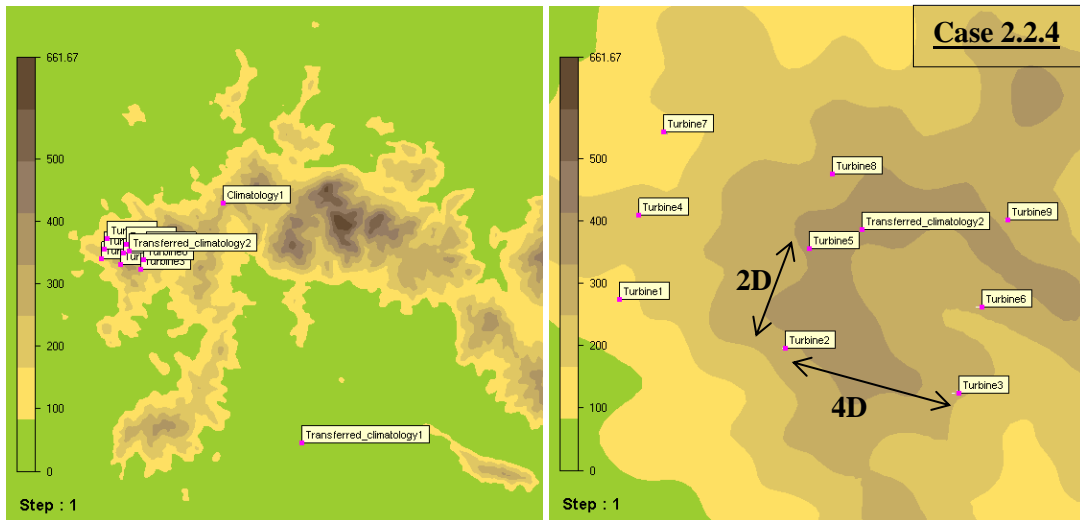 661.67
500
400
300
200
100
0
Climatology1
Transferred_climatology2
Turbine3
Transferred_climatology1
Step : 1
Case 2.2.4
661.67
500
400
300
200
100
0
Turbine7
Turbine8
Turbine4
Transferred_climatology2
Turbine9
Turbine5
2D
Turbine1
Turbine6
Turbine2
Turbine3
4D
Step : 1